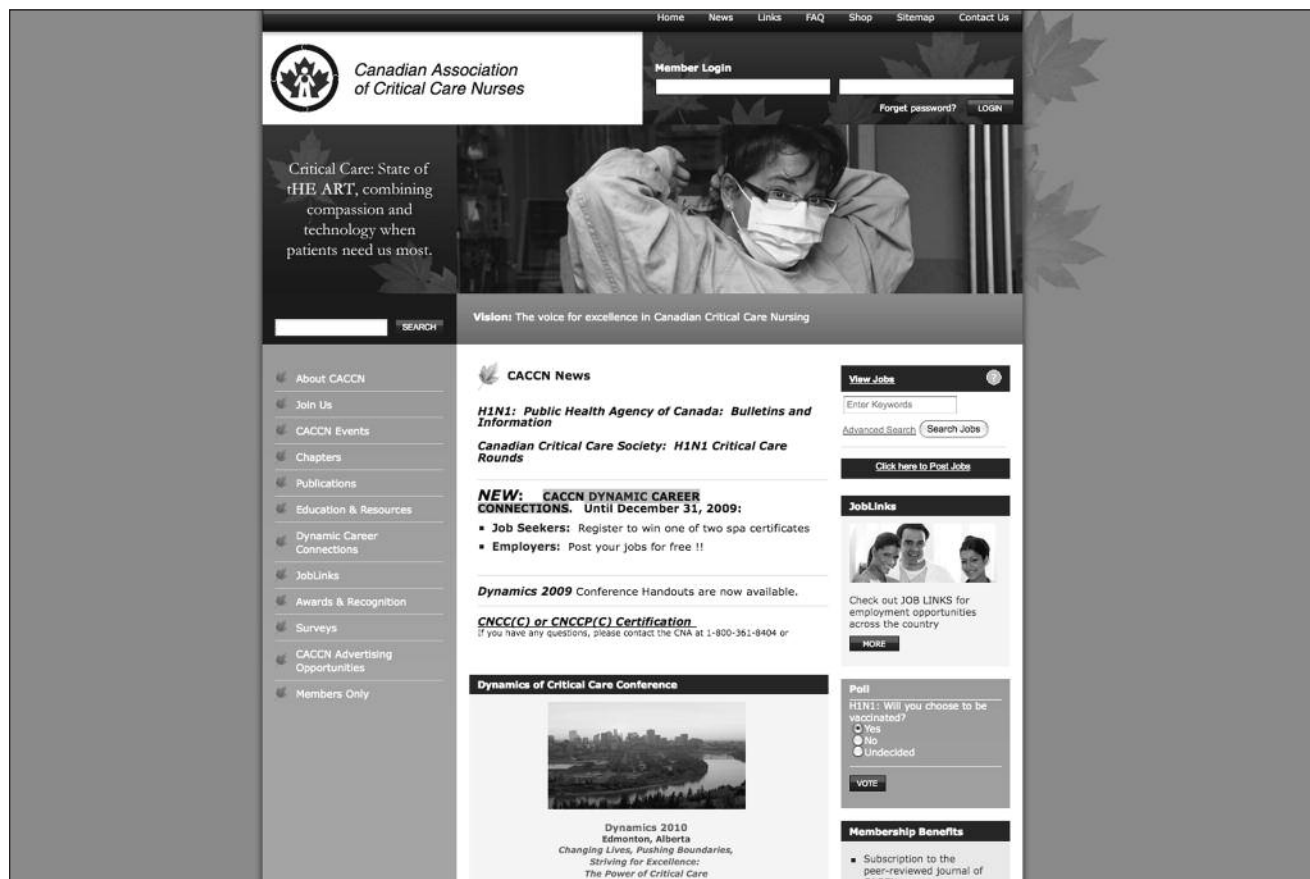 Home News Links FAQ Shop Sitemap Contact Us
Canadian Association
of Critical Care Nurses
Member Login
Forget password? LOGIN
Critical Care: State of
tHE ART, combining
compassion and
technology when
patients need us most.
SEARCH
Vision: The voice for excellence in Canadian Critical Care Nursing
About CACCN
Join Us
CACCN Events
Chapters
Publications
Education & Resources
Dynamic Career
Connections
JobLinks
Awards & Recognition
Surveys
CACCN Advertising
Opportunities
Members Only
CACCN News
H1N1: Public Health Agency of Canada: Bulletins and
Information
Canadian Critical Care Society: H1N1 Critical Care
Rounds
NEW: CACCN DYNAMIC CAREER
CONNECTIONS. Until December 31, 2009:
Job Seekers: Register to win one of two spa certificates
Employers: Post your jobs for free !!
Dynamics 2009 Conference Handouts are now available.
CNCC(C) or CNCCP(C) Certification
If you have any questions, please contact the CNA at 1-800-361-8404 or
Dynamics of Critical Care Conference
Dynamics 2010
Edmonton, Alberta
Changing Lives, Pushing Boundaries,
Striving for Excellence:
The Power of Critical Care
View Jobs ?
Enter Keywords
Advanced Search Search Jobs
Click here to Post Jobs
JobLinks
Check out JOB LINKS for
employment opportunities
across the country
MORE
Poll
H1N1: Will you choose to be
vaccinated?
Yes
No
Undecided
VOTE
Membership Benefits
Subscription to the
peer-reviewed journal of